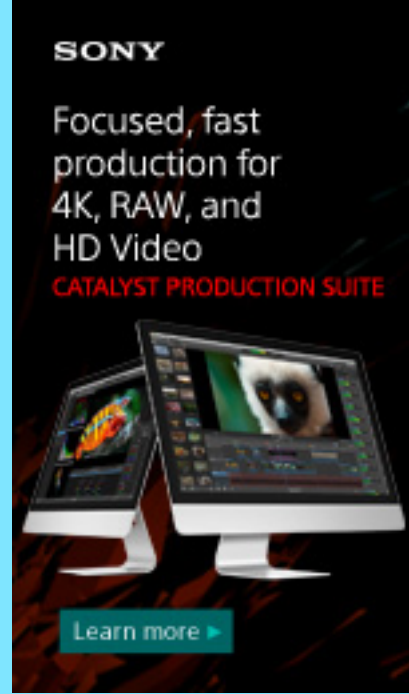 SONY
Focused, fast
production for
4K, RAW, and
HD Video
CATALYST PRODUCTION SUITE
Learn more